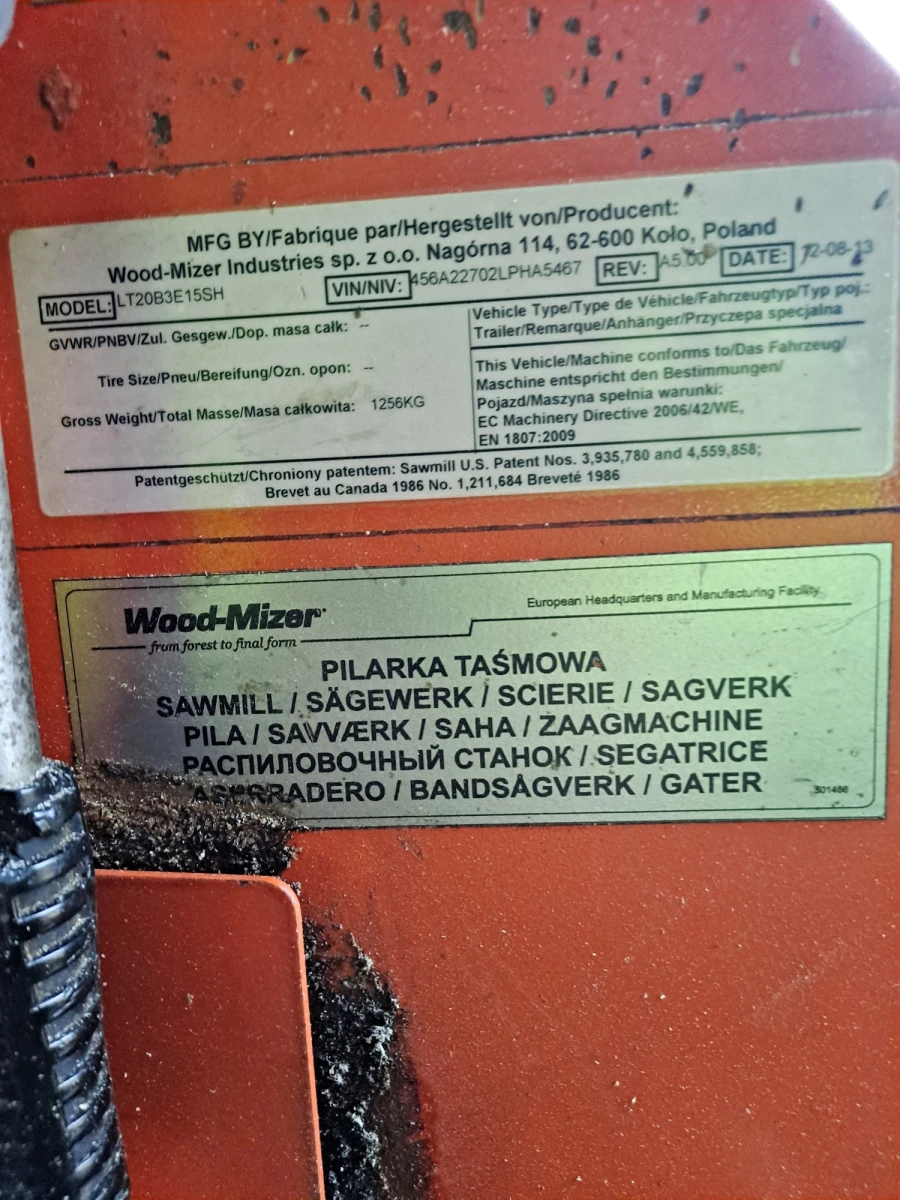 MFG BY/Fabrique par/Hergestellt von/Producent:
Wood-Mizer Industries sp. z o.o. Nagórna 114, 62-600 Koło, Poland
MODEL: LT20B3E15SH VIN/NIV: 456A22702LPHA5467 REV: A5.00 DATE: 12-08-13
GVWR/PNBV/Zul. Gesgew./Dop. masa całk: --
Tire Size/Pneu/Bereifung/Ozn. opon: --
Gross Weight/Total Masse/Masa całkowita: 1256KG
Vehicle Type/Type de Véhicle/Fahrzeugtyp/Typ poj.:
Trailer/Remarque/Anhänger/Przyczepa specjalna
This Vehicle/Machine conforms to/Das Fahrzeug/
Maschine entspricht den Bestimmungen/
Pojazd/Maszyna spełnia warunki:
EC Machinery Directive 2006/42/WE,
EN 1807:2009
Patentgeschützt/Chroniony patentem: Sawmill U.S. Patent Nos. 3,935,780 and 4,559,858;
Brevet au Canada 1986 No. 1,211,684 Breveté 1986
Wood-Mizer
from forest to final form
European Headquarters and Manufacturing Facility
PILARKA TAŚMOWA
SAWMILL / SÄGEWERK / SCIERIE / SAGVERK
PILA / SAVVÆRK / SAHA / ZAAGMACHINE
РАСПИЛОВОЧНЫЙ СТАНОК / SEGATRICE
ASERRADERO / BANDSÅGVERK / GATER